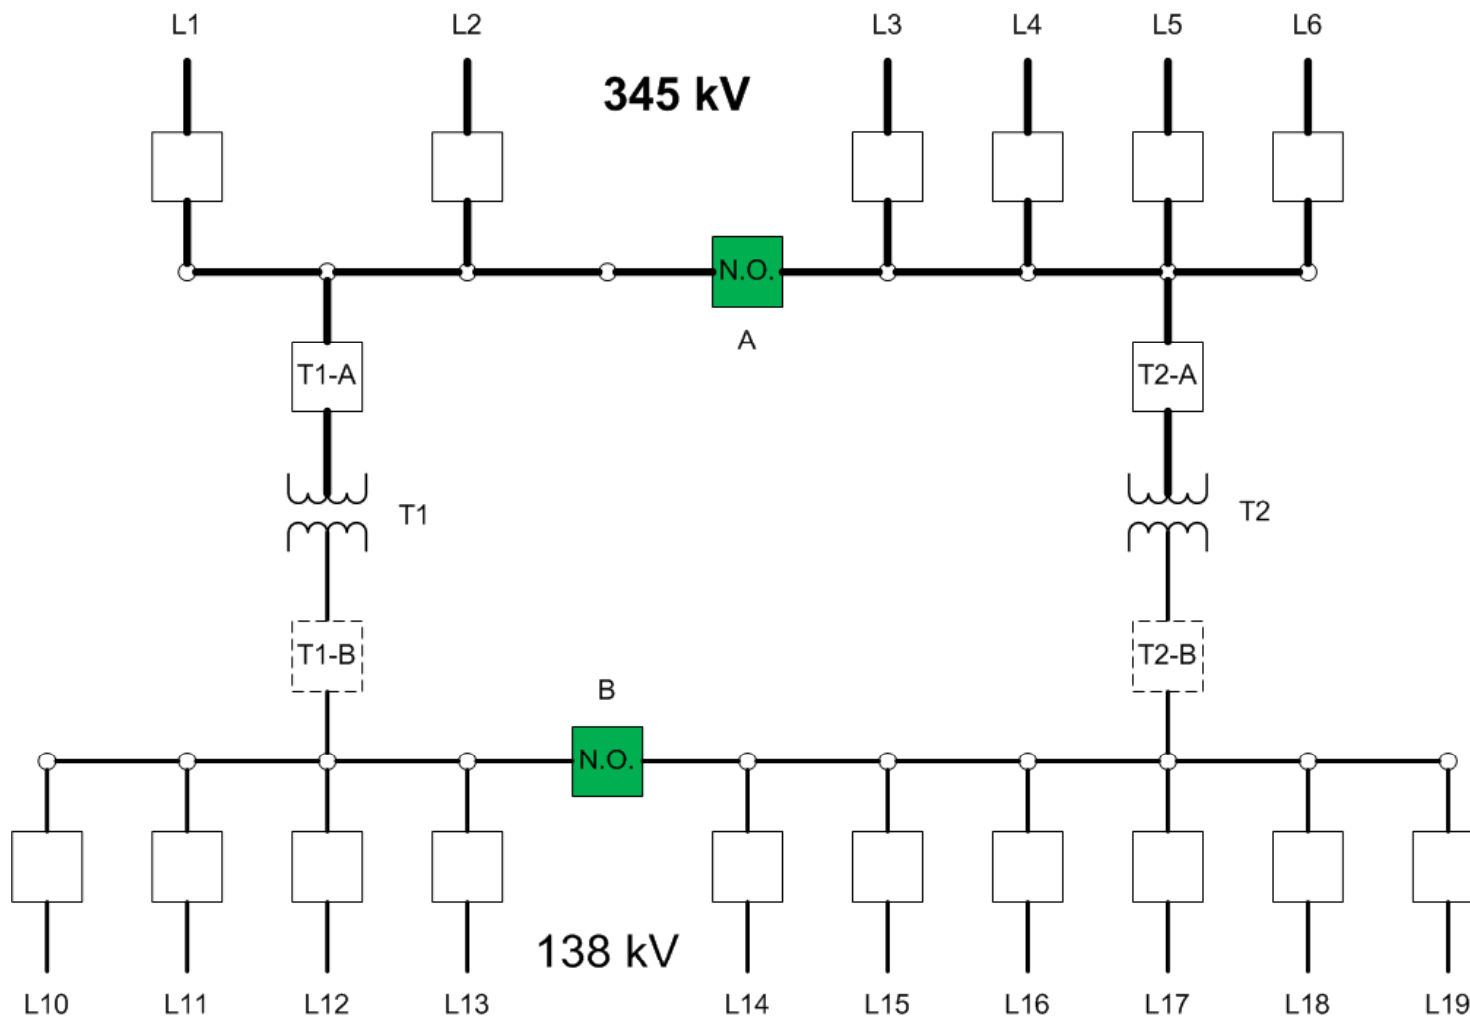 L1 L2 L3 L4 L5 L6
345 kV
N.O.
A
T1-A T2-A
T1 T2
T1-B T2-B
B
N.O.
138 kV
L10 L11 L12 L13 L14 L15 L16 L17 L18 L19